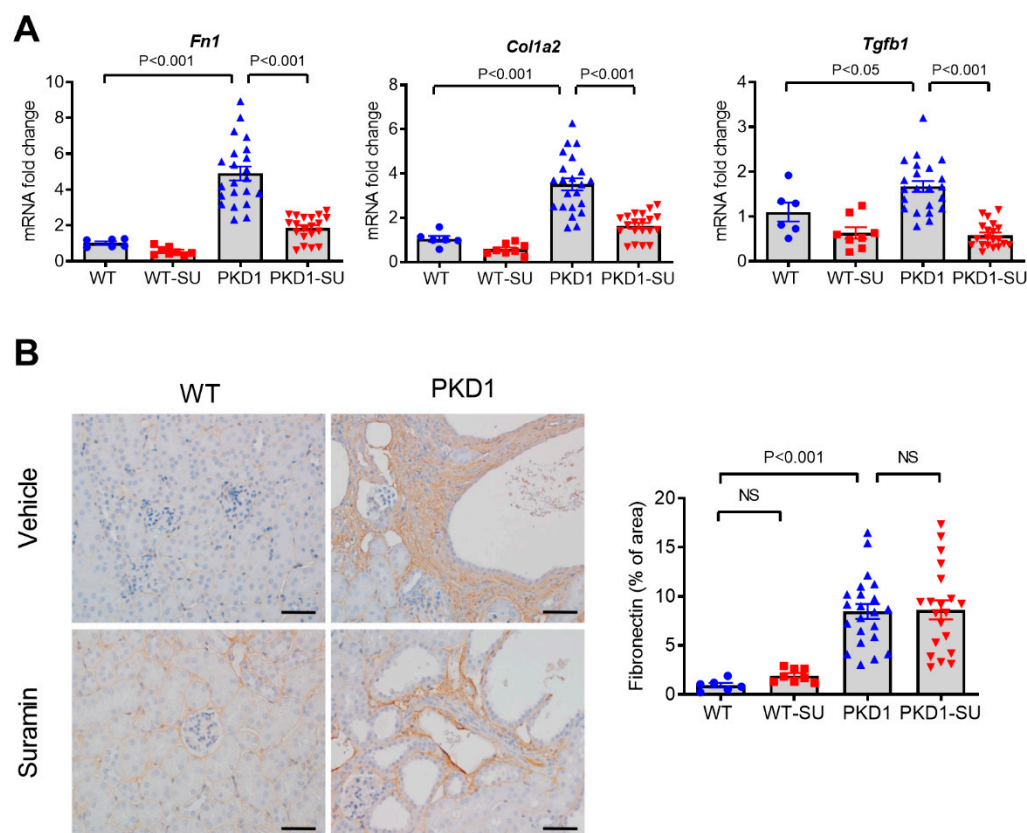 A
Fn1
P<0.001
P<0.001
mRNA fold change
10
8
6
4
2
0
WT
WT-SU
PKD1
PKD1-SU
Col1a2
P<0.001
P<0.001
mRNA fold change
8
6
4
2
0
WT
WT-SU
PKD1
PKD1-SU
Tgfb1
P<0.05
P<0.001
mRNA fold change
4
3
2
1
0
WT
WT-SU
PKD1
PKD1-SU
B
WT
PKD1
Vehicle
Suramin
P<0.001
NS
NS
Fibronectin (% of area)
20
15
10
5
0
WT
WT-SU
PKD1
PKD1-SU